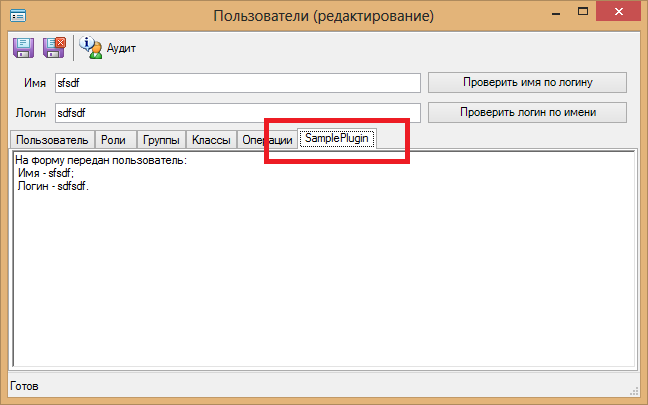 Пользователи (редактирование)
Аудит
Имя sfsdf Проверить имя по логину
Логин sdfsdf Проверить логин по имени
Пользователь Роли Группы Классы Операции SamplePlugin
На форму передан пользователь:
Имя - sfsdf;
Логин - sdfsdf.
Готов